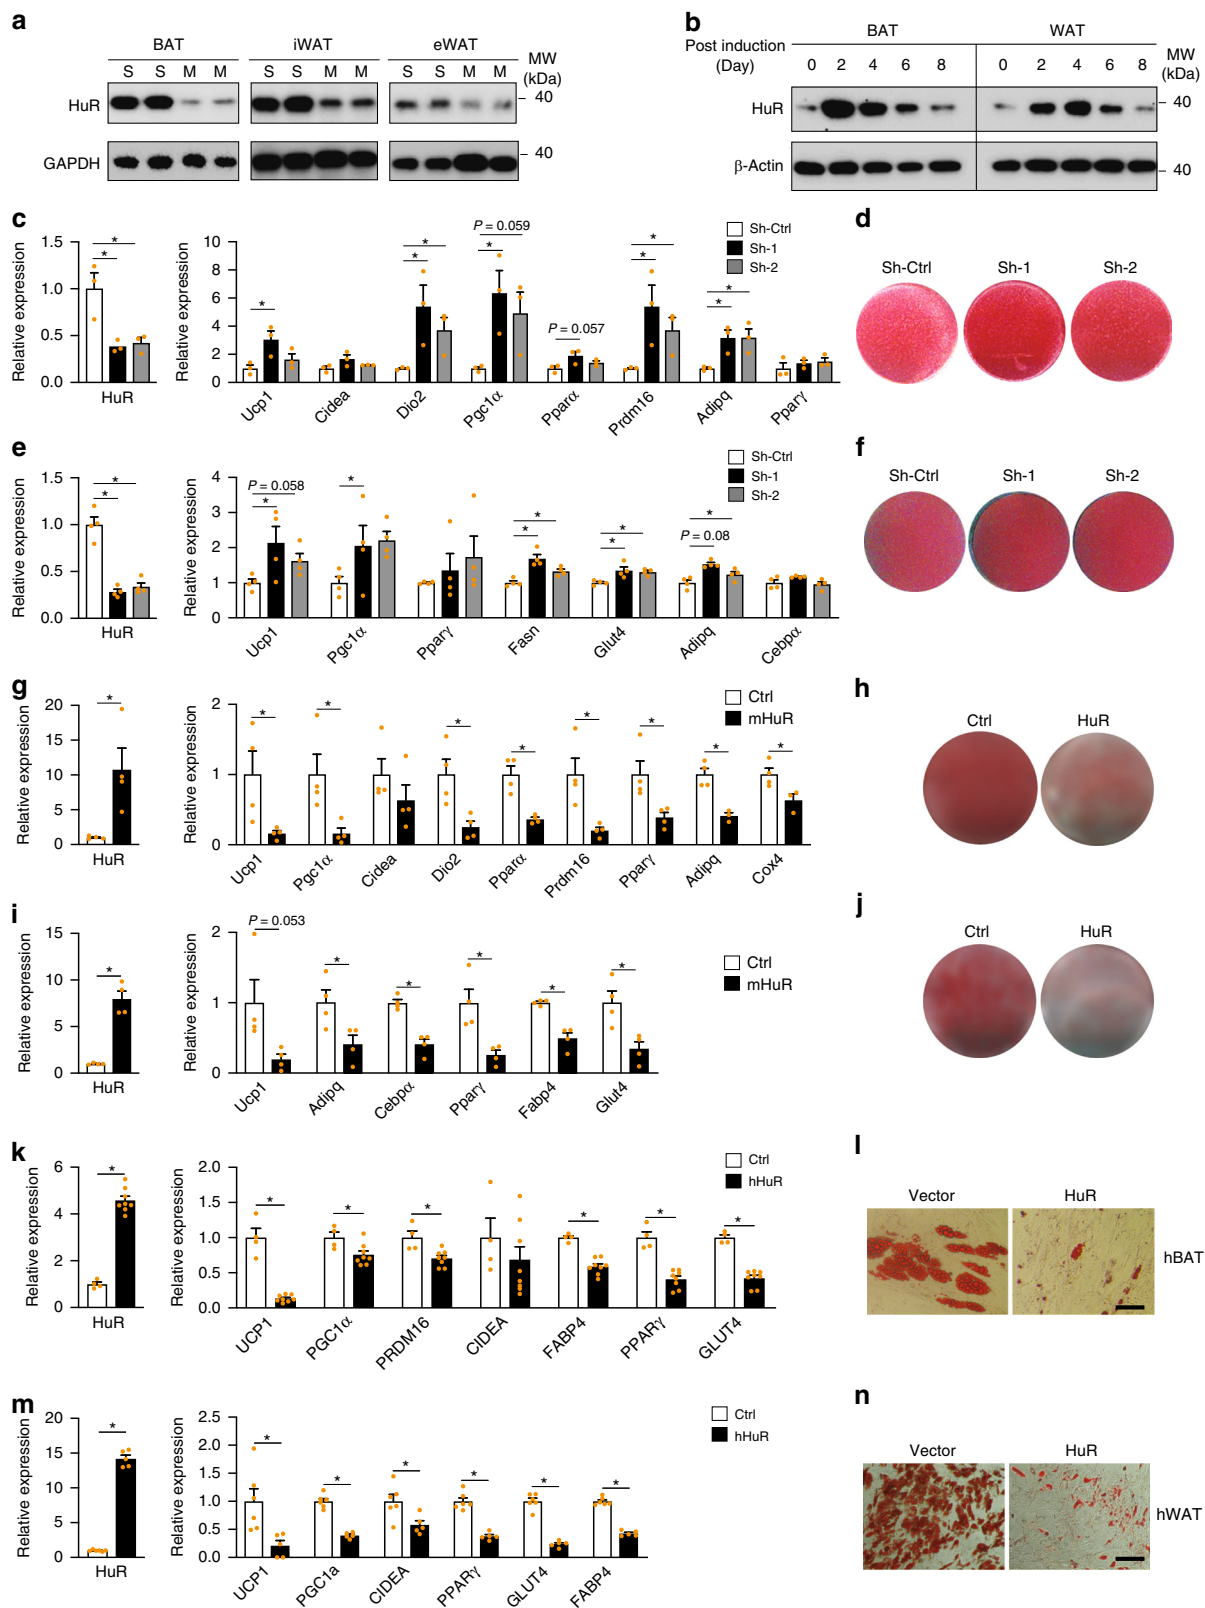 a
BAT iWAT eWAT
S S M M S S M M S S M M
MW
(kDa)
HuR
40
GAPDH
40
b
BAT WAT
Post induction
(Day)
0 2 4 6 8 0 2 4 6 8
MW
(kDa)
HuR
40
β-Actin
40
c
Relative expression
1.5
1.0
0.5
0.0
HuR
* *
Relative expression
10
8
6
4
2
0
* * * P = 0.059 * P = 0.057 * * * *
Sh-Ctrl
Sh-1
Sh-2
Ucp1 Cidea Dio2 Pgc1α Pparα Prdm16 Adipq Pparγ
d
Sh-Ctrl Sh-1 Sh-2
e
Relative expression
1.5
1.0
0.5
0.0
HuR
* *
Relative expression
4
3
2
1
0
P = 0.058 * * * * * * * P = 0.08
Sh-Ctrl
Sh-1
Sh-2
Ucp1 Pgc1α Pparγ Fasn Glut4 Adipq Cebpα
f
Sh-Ctrl Sh-1 Sh-2
g
Relative expression
20
15
10
5
0
HuR
*
Relative expression
2
1
0
* * * * * * * *
Ctrl
mHuR
Ucp1 Pgc1α Cidea Dio2 Pparα Prdm16 Pparγ Adipq Cox4
h
Ctrl HuR
i
Relative expression
15
10
5
0
HuR
*
Relative expression
2
1
0
P = 0.053 * * * * *
Ctrl
mHuR
Ucp1 Adipq Cebpα Pparγ Fabp4 Glut4
j
Ctrl HuR
k
Relative expression
6
4
2
0
HuR
*
Relative expression
2.0
1.5
1.0
0.5
0.0
* * * * * *
Ctrl
hHuR
UCP1 PGC1α PRDM16 CIDEA FABP4 PPARγ GLUT4
l
Vector HuR
hBAT
m
Relative expression
20
15
10
5
0
HuR
*
Relative expression
2.5
2.0
1.5
1.0
0.5
0.0
* * * * * *
Ctrl
hHuR
UCP1 PGC1a CIDEA PPARγ GLUT4 FABP4
n
Vector HuR
hWAT